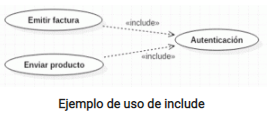 Emitir factura
«include»
Autenticación
Enviar producto
«include»
Ejemplo de uso de include